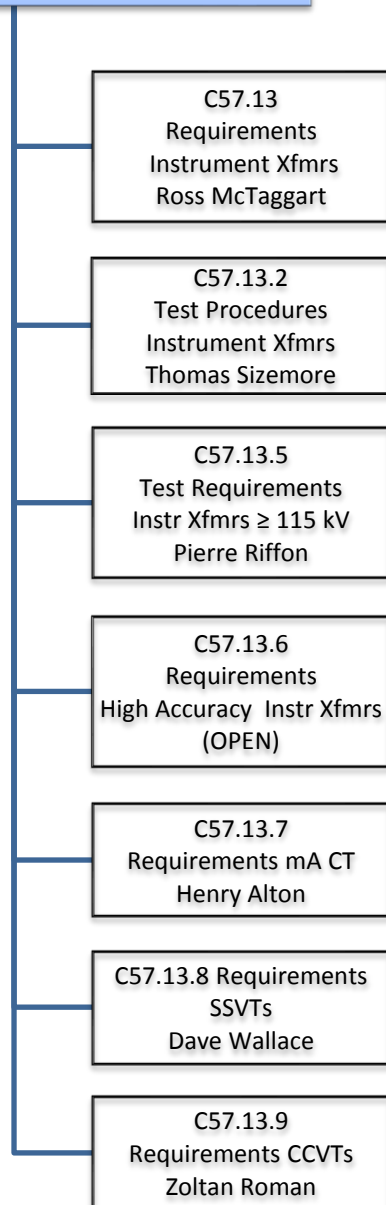 C57.13
Requirements
Instrument Xfmrs
Ross McTaggart
C57.13.2
Test Procedures
Instrument Xfmrs
Thomas Sizemore
C57.13.5
Test Requirements
Instr Xfmrs ≥ 115 kV
Pierre Riffon
C57.13.6
Requirements
High Accuracy Instr Xfmrs
(OPEN)
C57.13.7
Requirements mA CT
Henry Alton
C57.13.8 Requirements
SSVTs
Dave Wallace
C57.13.9
Requirements CCVTs
Zoltan Roman